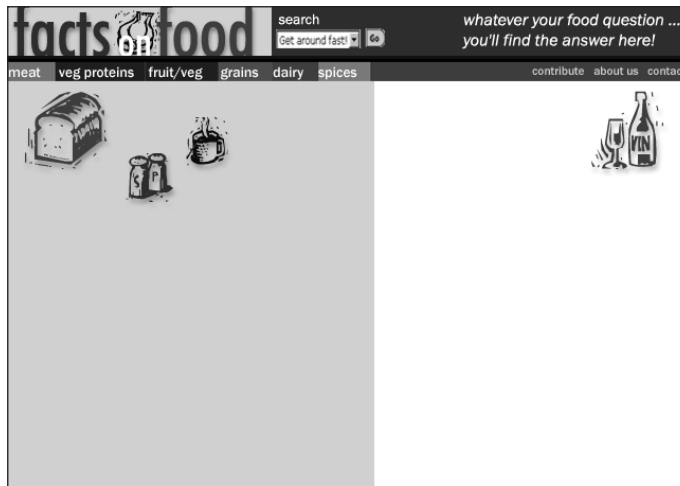 facts on food
search
Get around fast!
Go
whatever your food question ...
you'll find the answer here!
meat veg proteins fruit/veg grains dairy spices
contribute about us contac
S P
VIN